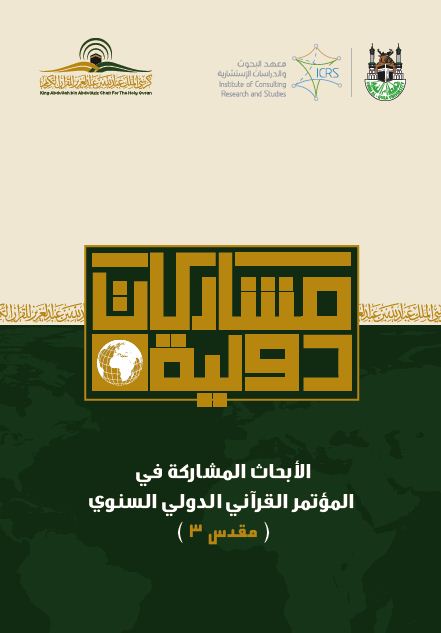 كرسي الملك عبدالله بن عبدالعزيز للقرآن الكريم
King Abdullah bin Abdulaziz Chair For The Holy Quran
معهد البحوث
والدراسات الإستشارية
Institute of Consulting
Research and Studies
ICRS
مشاركات
دولية
الأبحاث المشاركة في
المؤتمر القرآني الدولي السنوي
( مقدس ٣ )